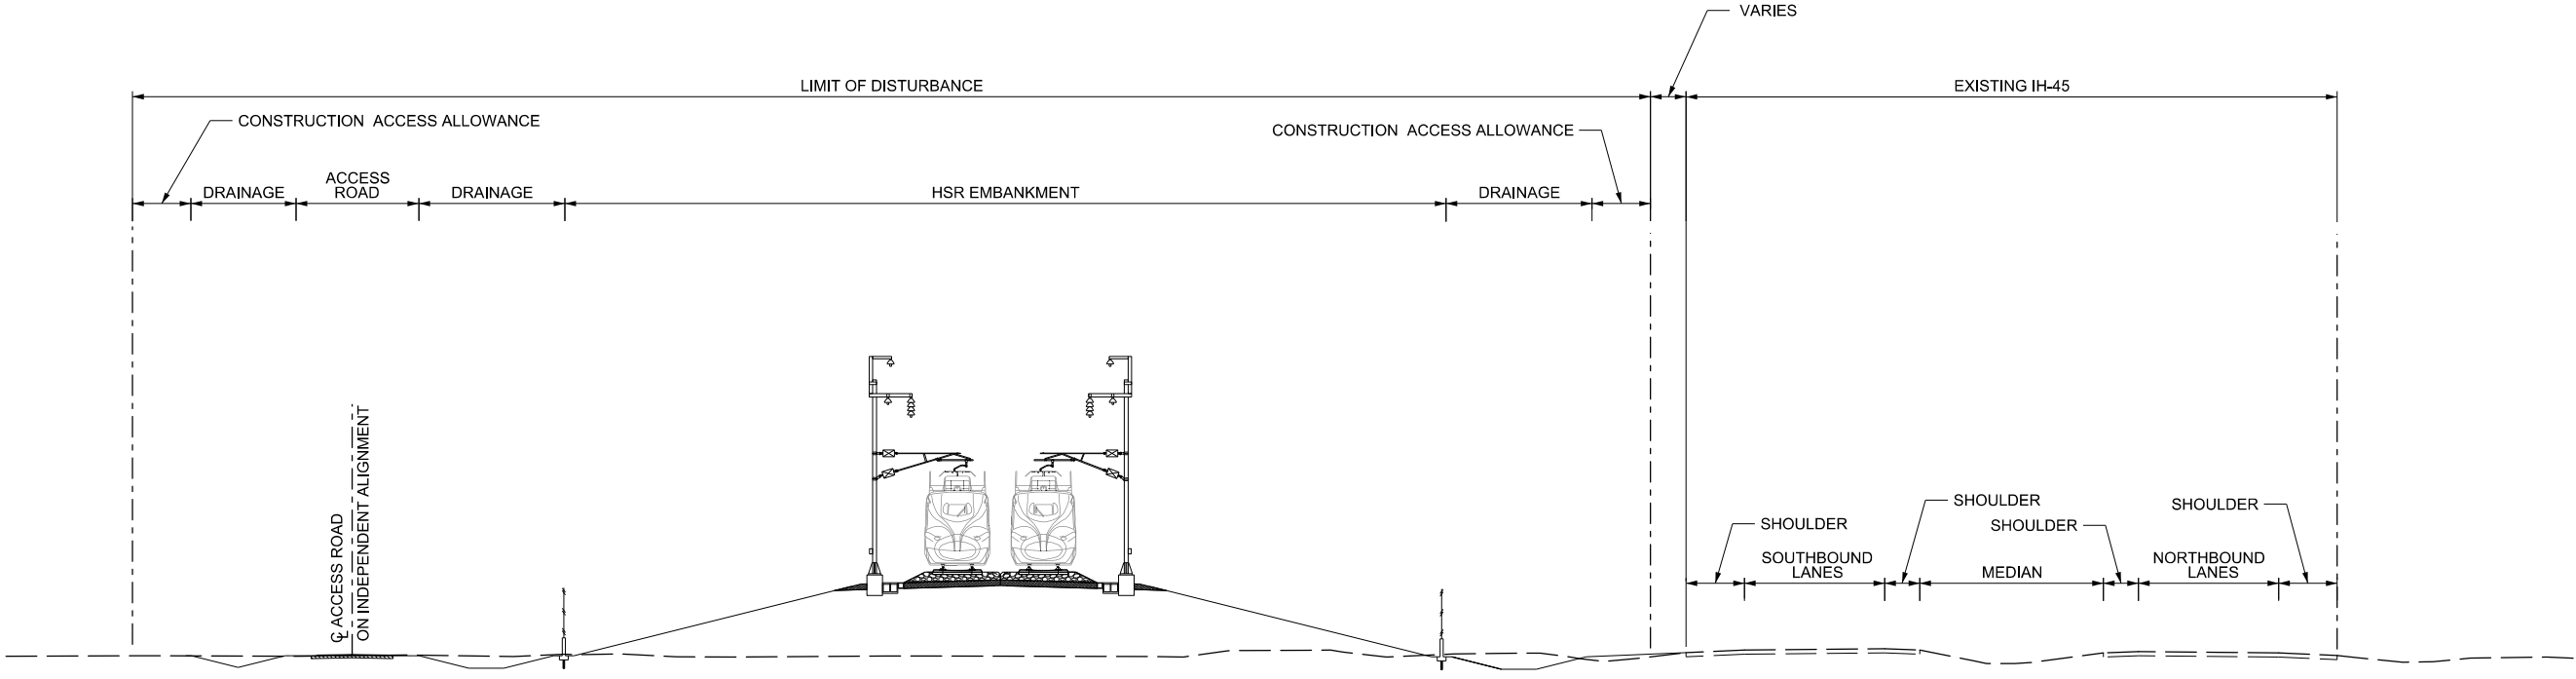 VARIES
LIMIT OF DISTURBANCE
EXISTING IH-45
CONSTRUCTION ACCESS ALLOWANCE
CONSTRUCTION ACCESS ALLOWANCE
DRAINAGE
ACCESS
ROAD
DRAINAGE
HSR EMBANKMENT
DRAINAGE
℄ ACCESS ROAD
ON INDEPENDENT ALIGNMENT
SHOULDER
SHOULDER
SHOULDER
SHOULDER
SOUTHBOUND
LANES
MEDIAN
NORTHBOUND
LANES